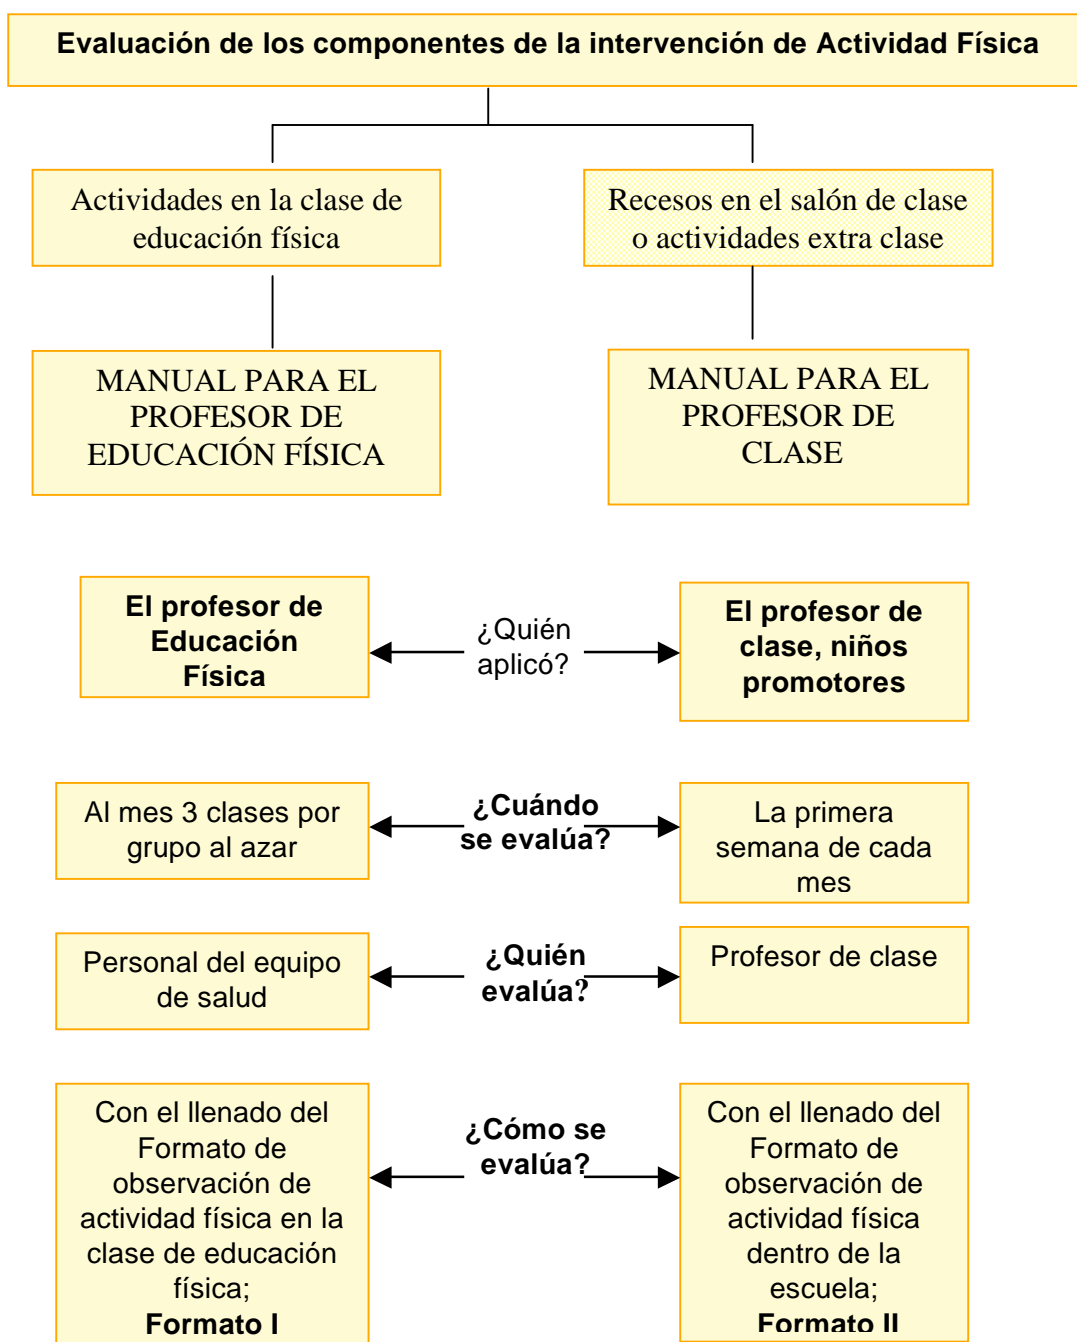 Evaluación de los componentes de la intervención de Actividad Física
Actividades en la clase de
educación física
Recesos en el salón de clase
o actividades extra clase
MANUAL PARA EL
PROFESOR DE
EDUCACIÓN FÍSICA
MANUAL PARA EL
PROFESOR DE
CLASE
El profesor de
Educación
Física
¿Quién
aplicó?
El profesor de
clase, niños
promotores
Al mes 3 clases por
grupo al azar
¿Cuándo
se evalúa?
La primera
semana de cada
mes
Personal del equipo
de salud
¿Quién
evalúa?
Profesor de clase
Con el llenado del
Formato de
observación de
actividad física en la
clase de educación
física;
Formato I
¿Cómo se
evalúa?
Con el llenado del
Formato de
observación de
actividad física
dentro de la
escuela;
Formato II